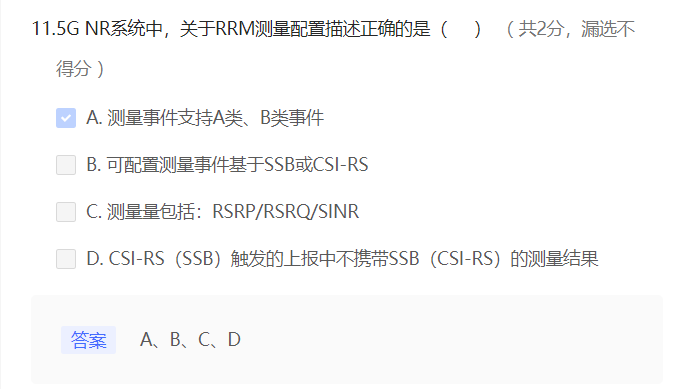 11.5G NR系统中，关于RRM测量配置描述正确的是（ ）（共2分，漏选不
得分）
A. 测量事件支持A类、B类事件
B. 可配置测量事件基于SSB或CSI-RS
C. 测量量包括：RSRP/RSRQ/SINR
D. CSI-RS（SSB）触发的上报中不携带SSB（CSI-RS）的测量结果
答案 A、B、C、D